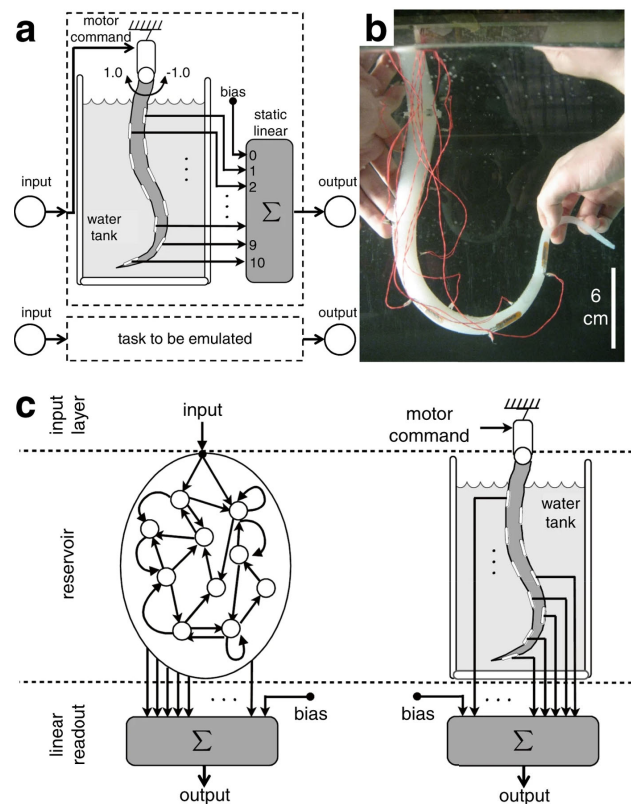 a
motor
command
1.0
-1.0
bias
static
linear
0
1
2
Σ
9
10
input
output
water
tank
input
task to be emulated
output
b
6
cm
c
input
layer
input
motor
command
reservoir
water
tank
linear
readout
bias
Σ
output
bias
Σ
output